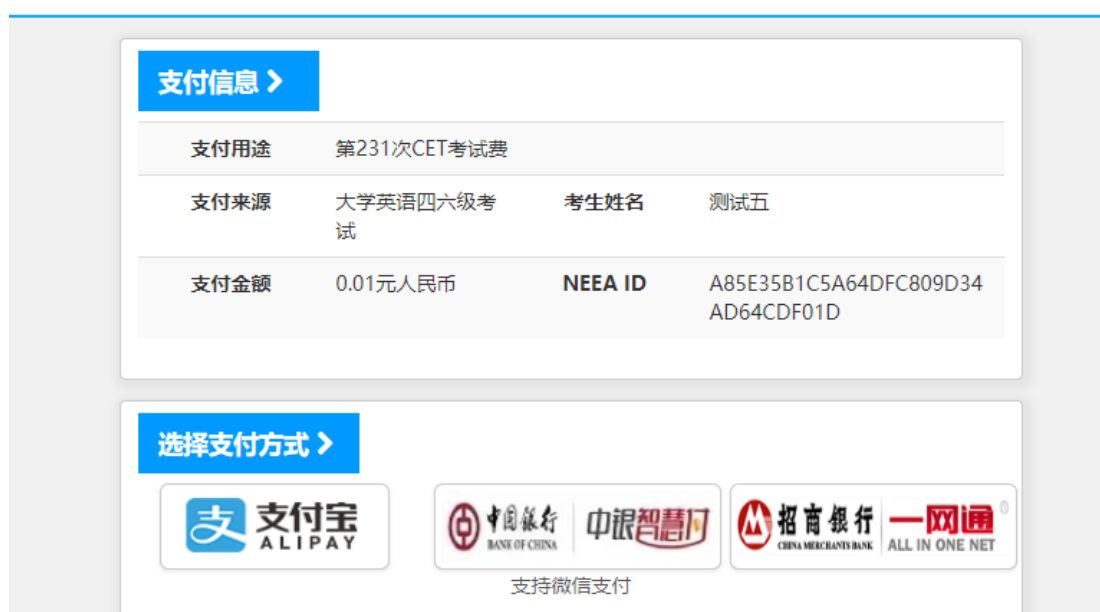 支付信息
支付用途 第231次CET考试费
支付来源 大学英语四六级考 考生姓名 测试五
试
支付金额 0.01元人民币 NEEA ID A85E35B1C5A64DFC809D34
AD64CDF01D
选择支付方式
支 支付宝 中国银行 中银智慧付 招商银行 一网通®
ALIPAY BANK OF CHINA CHINA MERCHANTS BANK ALL IN ONE NET
支持微信支付